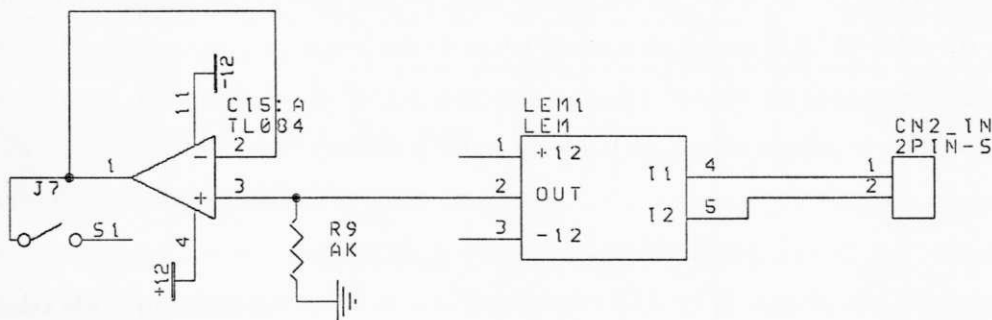 -12
11
CI5:A
TL084
2
1
3
J7
S1
4
+12
R9
AK
LEM1
LEM
1
+12
2
OUT
3
-12
I1
4
I2
5
CN2_IN
2PIN-S
1
2